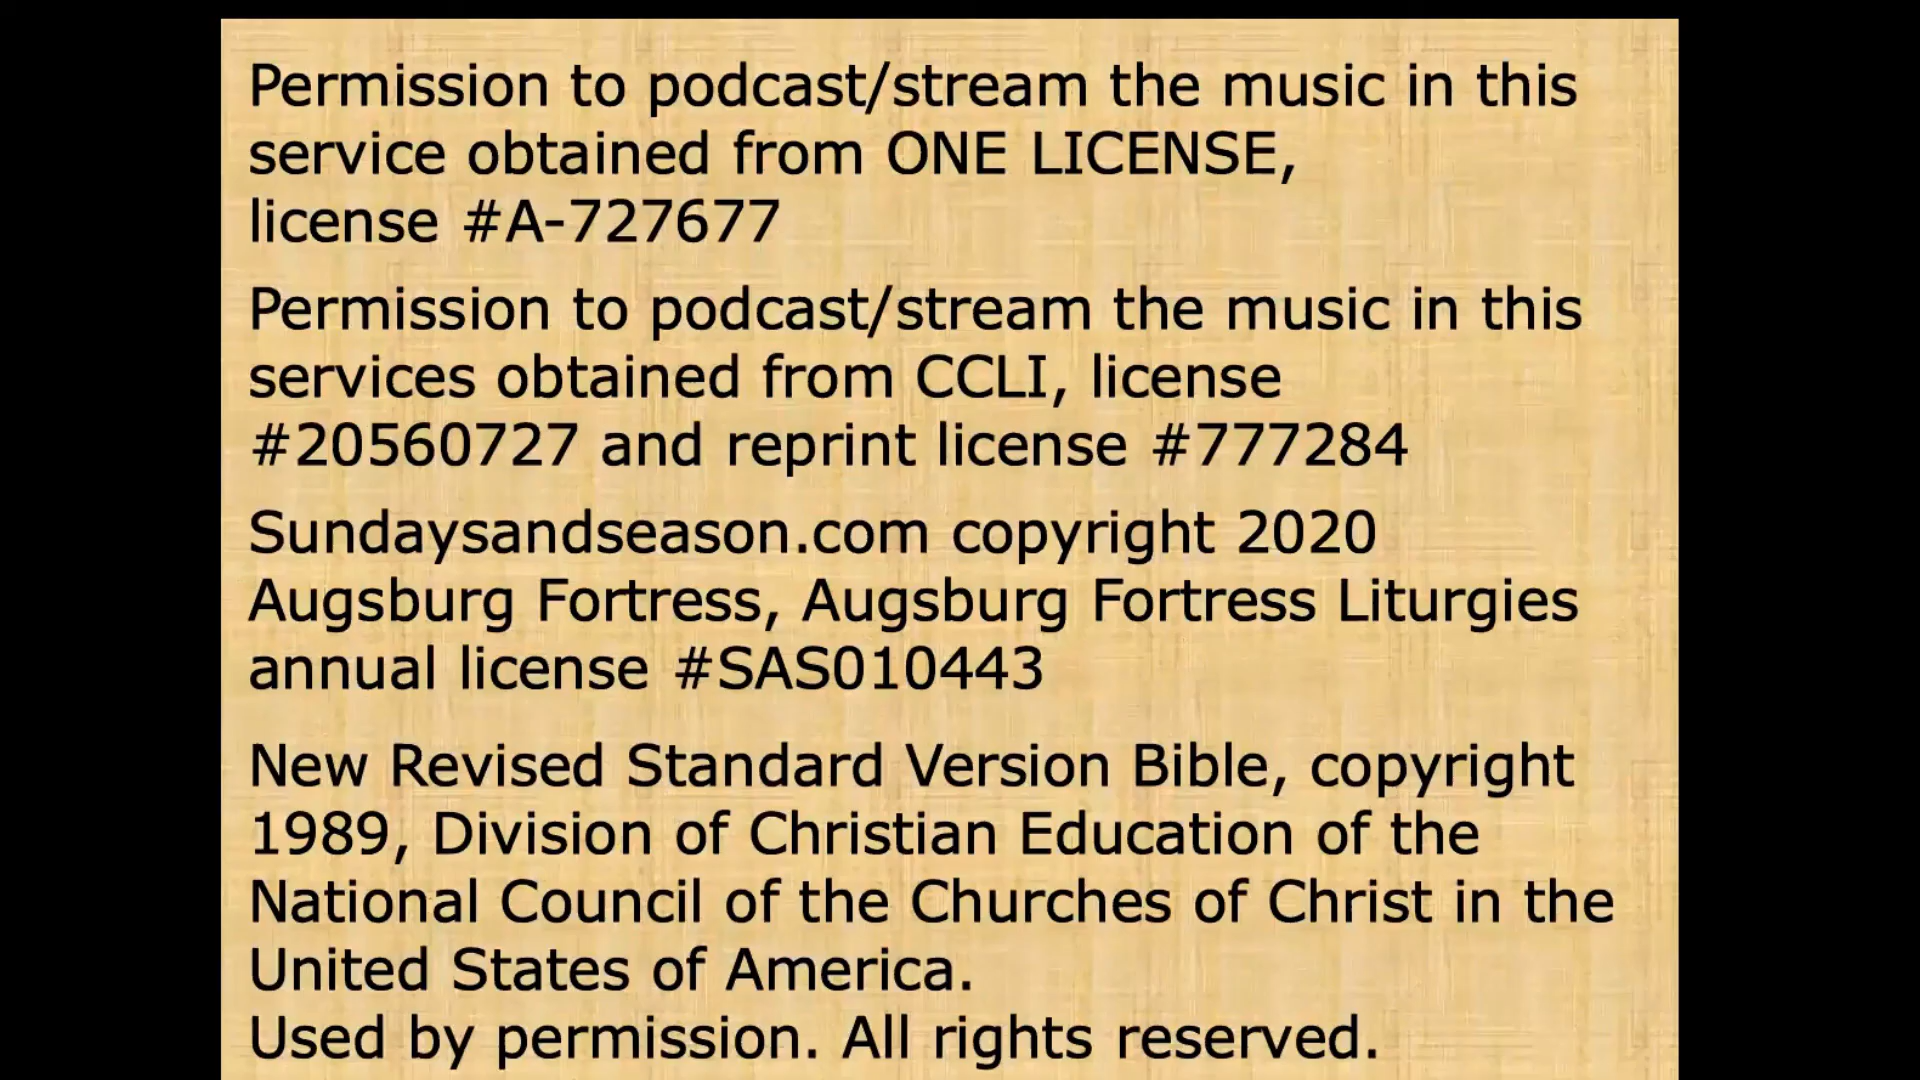 Permission to podcast/stream the music in this
service obtained from ONE LICENSE,
license #A-727677
Permission to podcast/stream the music in this
services obtained from CCLI, license
#20560727 and reprint license #777284
Sundaysandseason.com copyright 2020
Augsburg Fortress, Augsburg Fortress Liturgies
annual license #SAS010443
New Revised Standard Version Bible, copyright
1989, Division of Christian Education of the
National Council of the Churches of Christ in the
United States of America.
Used by permission. All rights reserved.